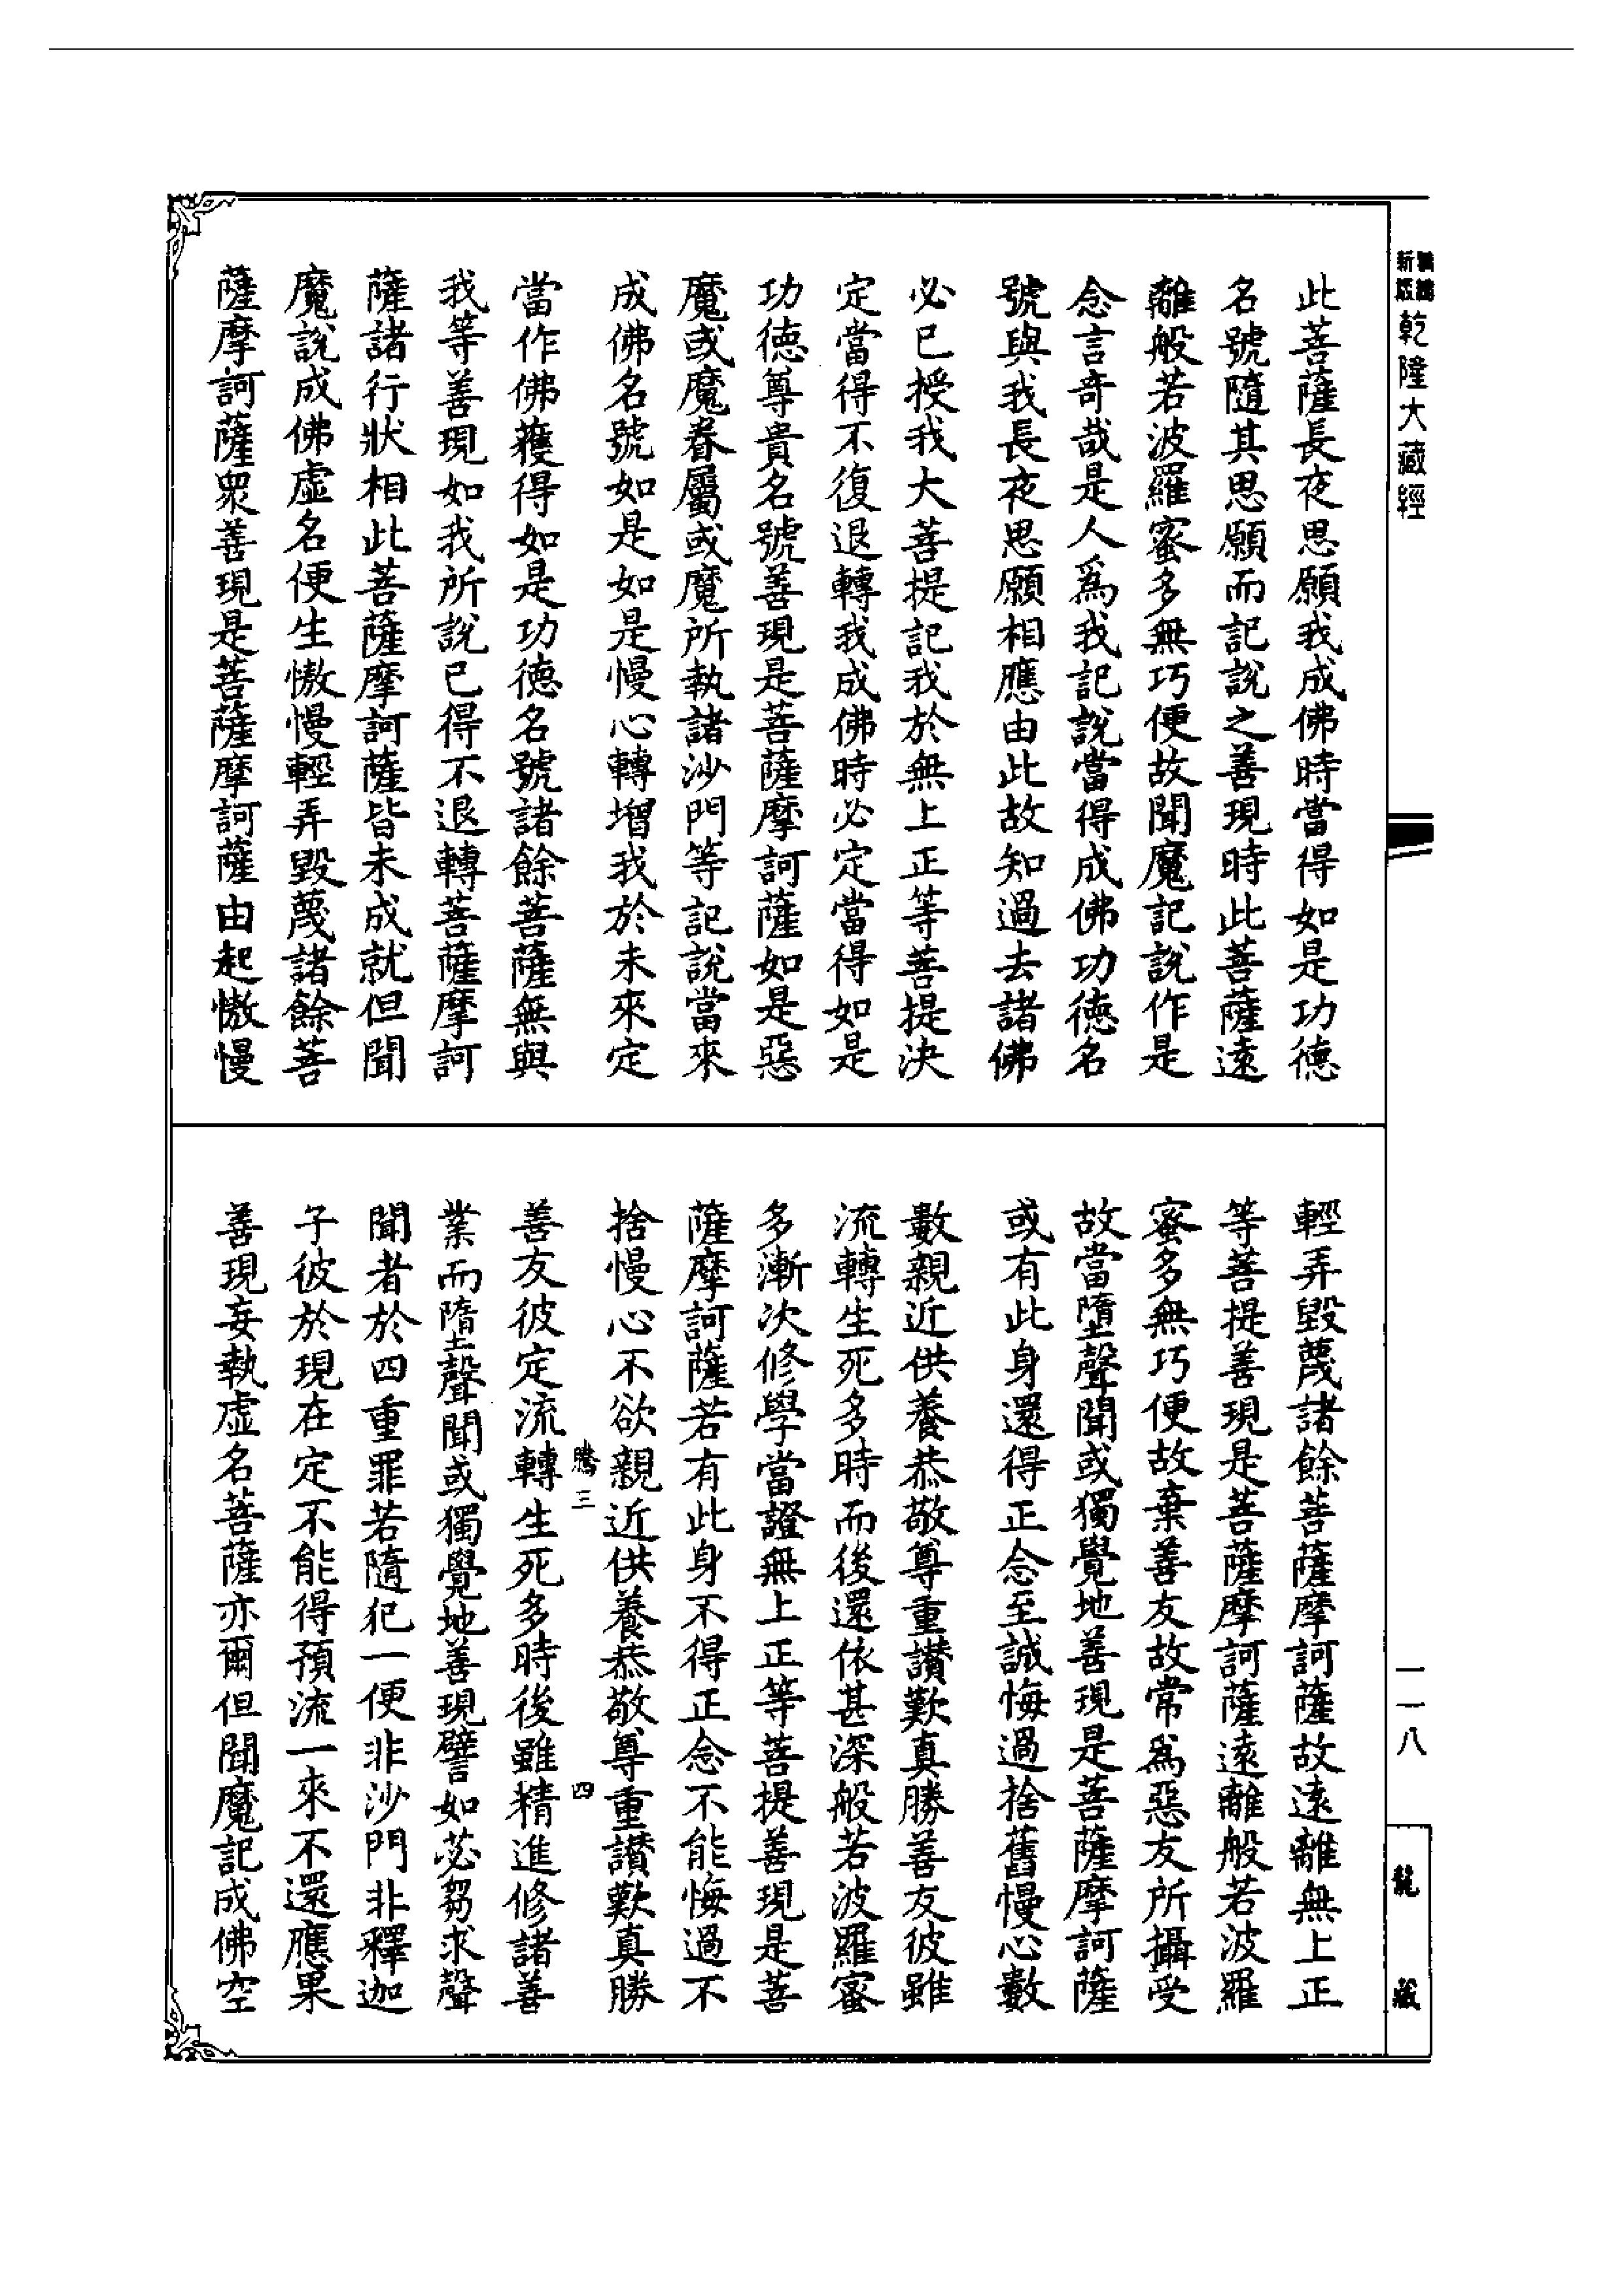 乾隆大藏經
此菩薩長夜思願我成佛時當得如是功德
名號隨其思願而記說之善現時此菩薩遠
離般若波羅蜜多無巧便故聞魔記說作是
念言奇哉是人爲我記說當得成佛功德名
號與我長夜思願相應由此故知過去諸佛
必已授我大菩提記我於無上正等菩提決
定當得不復退轉我成佛時必定當得如是
功德尊貴名號善現是菩薩摩訶薩如是惡
魔或魔眷屬或魔所執諸沙門等記說當來
成佛名號如是如是慢心轉增我於未來定
當作佛獲得如是功德名號諸餘菩薩無與
我等善現如我所說已得不退轉菩薩摩訶
薩諸行狀相此菩薩摩訶薩皆未成就但聞
魔說成佛虛名便生憿慢輕弄毀蔑諸餘菩
薩摩訶薩衆善現是菩薩摩訶薩由起憿慢
輕弄毀蔑諸餘菩薩摩訶薩故遠離無上正
等菩提善現是菩薩摩訶薩遠離般若波羅
蜜多無巧便故棄善友故常爲惡友所攝受
故當墮聲聞或獨覺地善現是菩薩摩訶薩
或有此身還得正念至誠悔過捨舊慢心數
數親近供養恭敬尊重讚歎真勝善友彼雖
流轉生死多時而後還依甚深般若波羅蜜
多漸次修學當證無上正等菩提善現是菩
薩摩訶薩若有此身不得正念不能悔過不
捨慢心不欲親近供養恭敬尊重讚歎真勝
騰三 四
善友彼定流轉生死多時後雖精進修諸善
業而墮聲聞或獨覺地善現譬如苾芻求聲
聞者於四重罪若隨犯一便非沙門非釋迦
子彼於現在定不能得預流一來不還應果
善現妄執虛名菩薩亦爾但聞魔記成佛空
一一八
龍藏